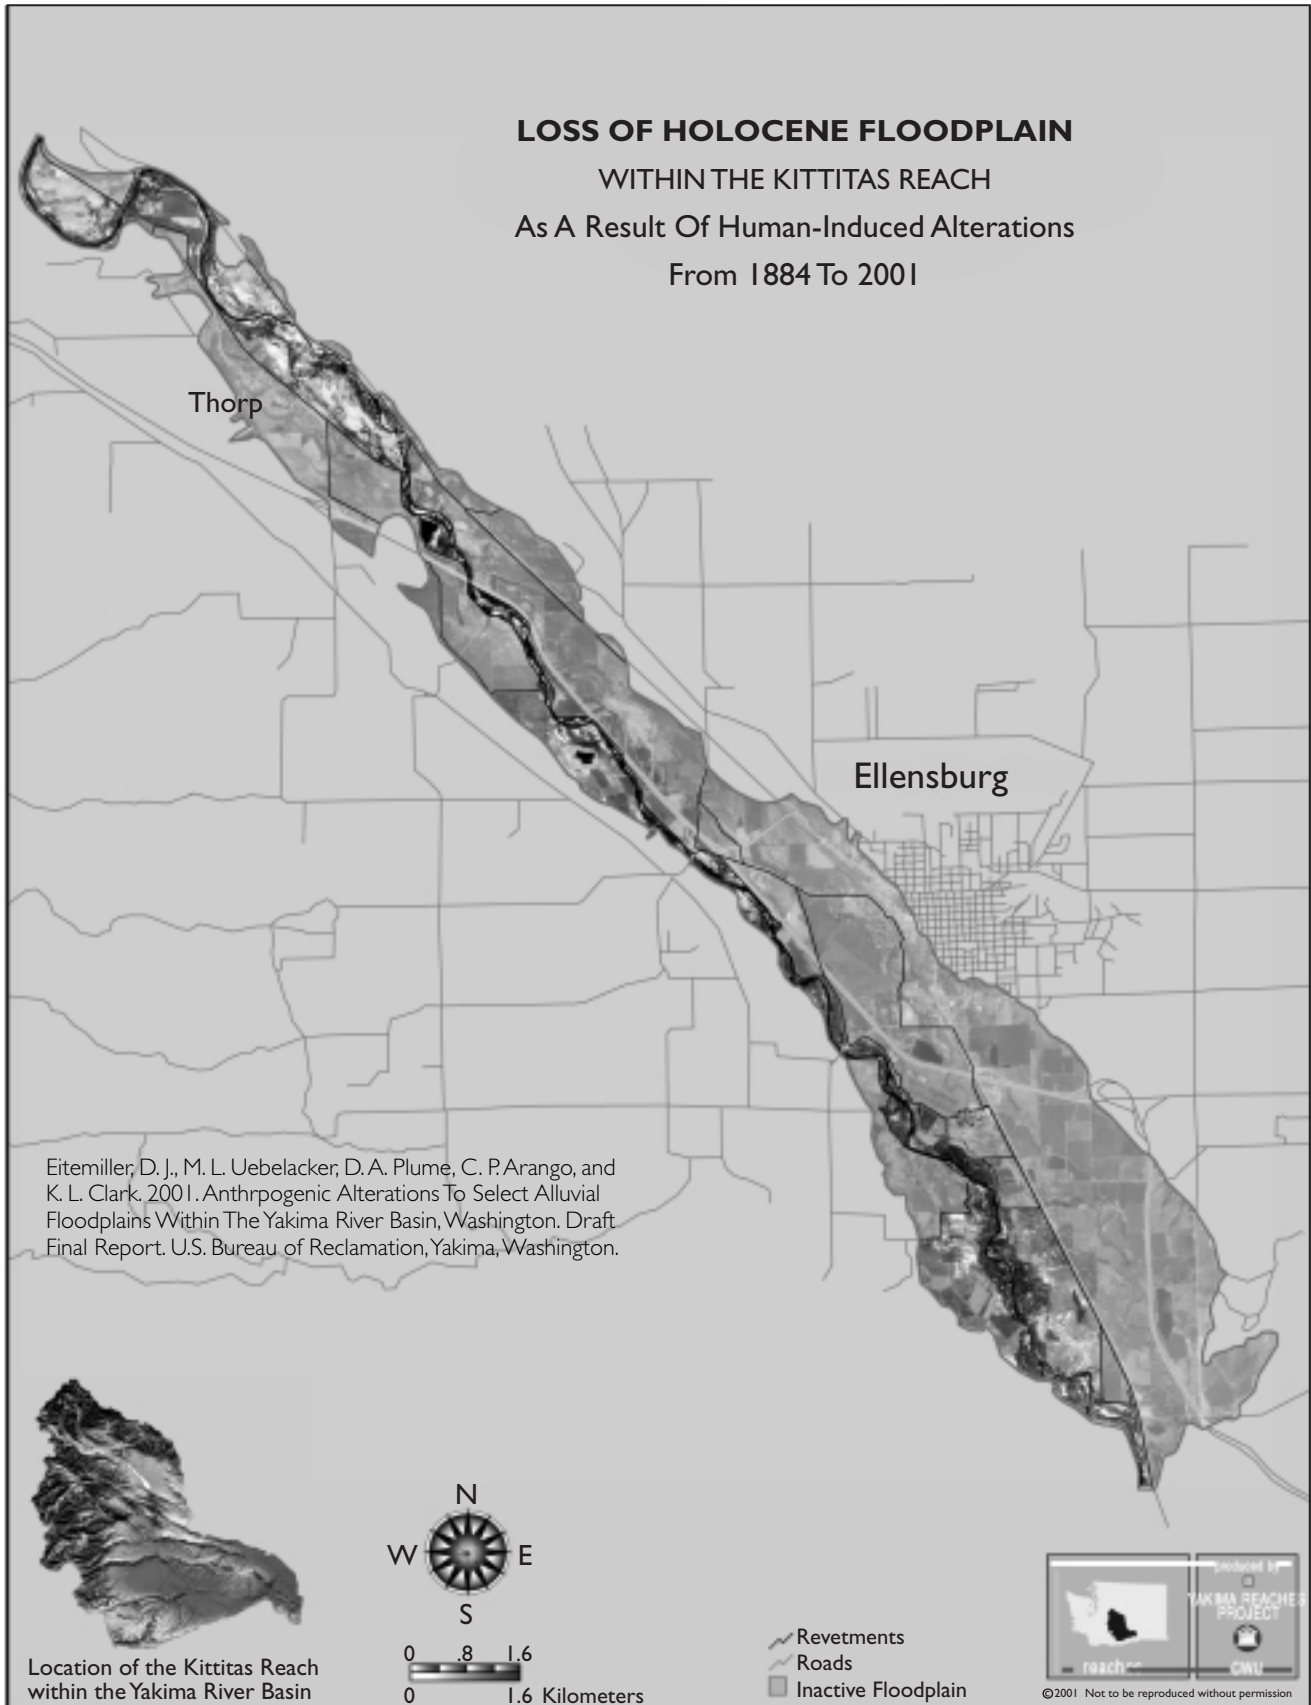 LOSS OF HOLOCENE FLOODPLAIN
WITHIN THE KITTITAS REACH
As A Result Of Human-Induced Alterations
From 1884 To 2001
Thorp
Ellensburg
Eitemiller, D. J., M. L. Uebelacker, D. A. Plume, C. P. Arango, and
K. L. Clark. 2001. Anthrpogenic Alterations To Select Alluvial
Floodplains Within The Yakima River Basin, Washington. Draft
Final Report. U.S. Bureau of Reclamation, Yakima, Washington.
Location of the Kittitas Reach
within the Yakima River Basin
N
W E
S
0 .8 1.6
0 1.6 Kilometers
Revetments
Roads
Inactive Floodplain
reaches
produced by
YAKIMA REACHES
PROJECT
CWU
©2001 Not to be reproduced without permission